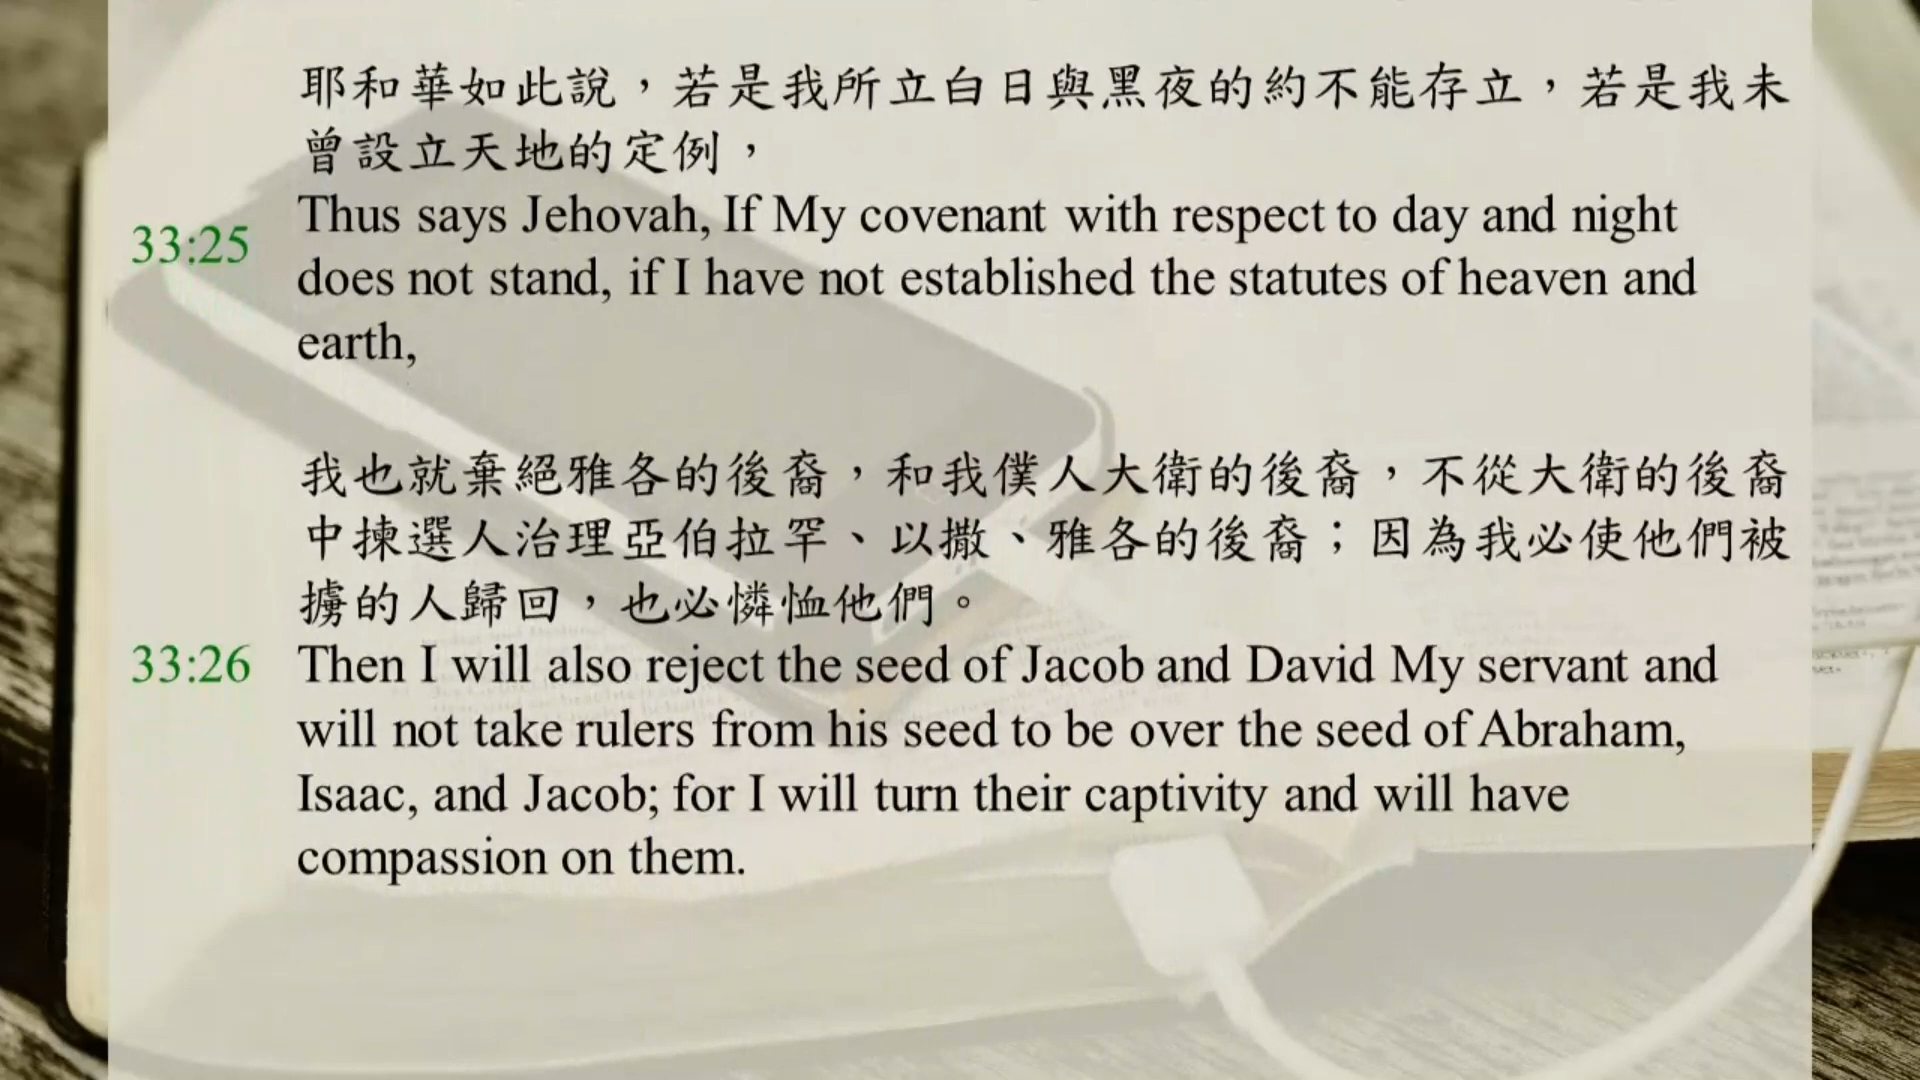 耶和華如此說，若是我所立白日與黑夜的約不能存立，若是我未
曾設立天地的定例，
33:25
Thus says Jehovah, If My covenant with respect to day and night
does not stand, if I have not established the statutes of heaven and
earth,
我也就棄絕雅各的後裔，和我僕人大衛的後裔，不從大衛的後裔
中揀選人治理亞伯拉罕、以撒、雅各的後裔；因為我必使他們被
擄的人歸回，也必憐恤他們。
33:26
Then I will also reject the seed of Jacob and David My servant and
will not take rulers from his seed to be over the seed of Abraham,
Isaac, and Jacob; for I will turn their captivity and will have
compassion on them.